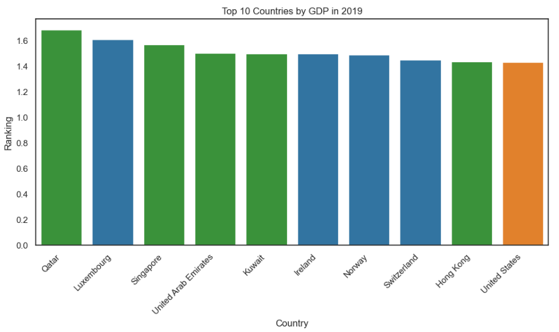 Top 10 Countries by GDP in 2019
Ranking
1.6
1.4
1.2
1.0
0.8
0.6
0.4
0.2
0.0
Qatar
Luxembourg
Singapore
United Arab Emirates
Kuwait
Ireland
Norway
Switzerland
Hong Kong
United States
Country